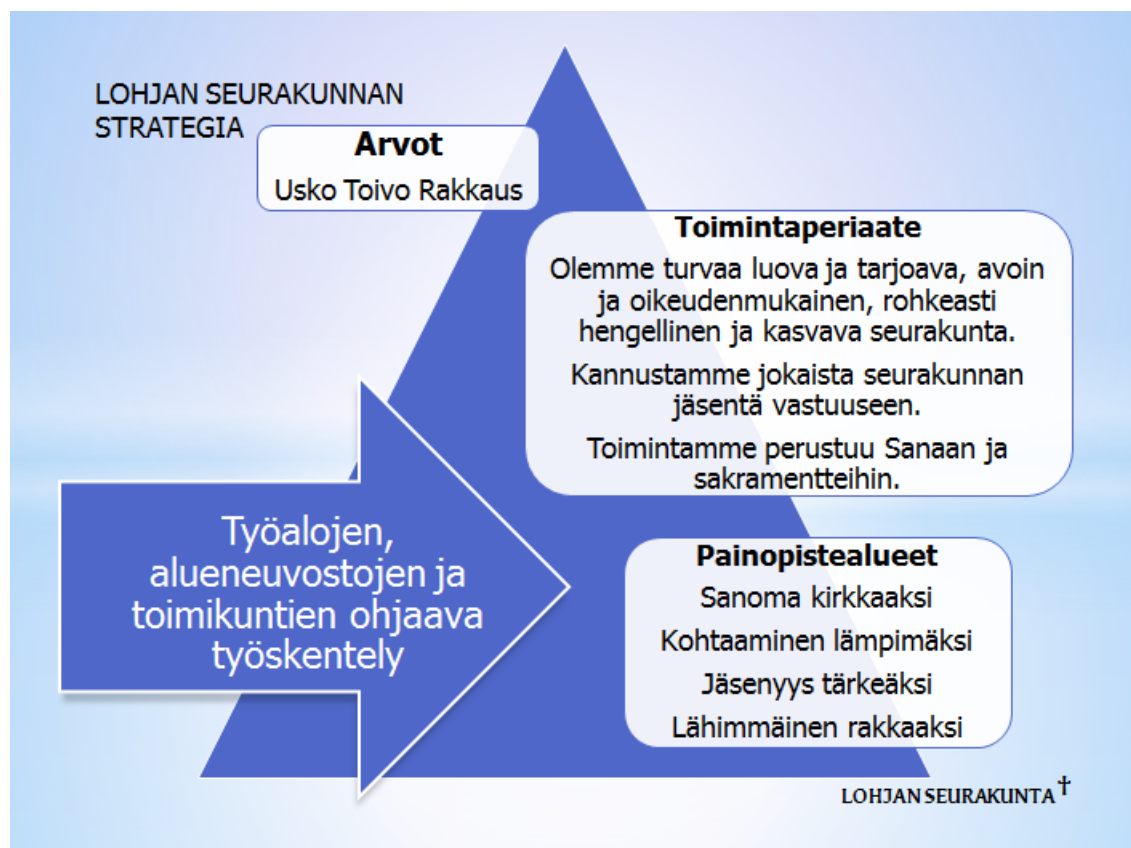 LOHJAN SEURAKUNNAN
STRATEGIA
Arvot
Usko Toivo Rakkaus
Toimintaperiaate
Olemme turvaa luova ja tarjoava, avoin
ja oikeudenmukainen, rohkeasti
hengellinen ja kasvava seurakunta.
Kannustamme jokaista seurakunnan
jäsentä vastuuseen.
Toimintamme perustuu Sanaan ja
sakramentteihin.
Työalojen,
alueneuvostojen ja
toimikuntien ohjaava
työskentely
Painopistealueet
Sanoma kirkkaaksi
Kohtaaminen lämpimäksi
Jäsenyys tärkeäksi
Lähimmäinen rakkaaksi
LOHJAN SEURAKUNTA